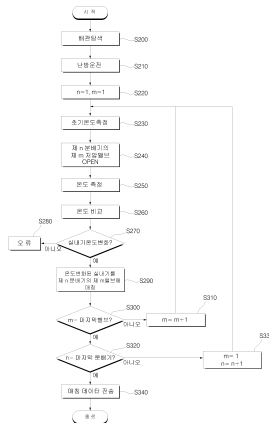 시 작
배관탐색
S200
난방운전
S210
n=1, m=1
S220
초기온도측정
S230
제 n 분배기의
제 m 저압밸브
OPEN
S240
온도 측정
S250
온도 비교
S260
S270
S280
실내기온도변화?
오 류
아니오
예
온도변화된 실내기를
제 n 분배기의 제 m밸브에
매칭
S290
S300
m= 마지막밸브?
아니오
m= m+1
S310
예
S320
n= 마지막 분배기?
아니오
m= 1
n= n+1
S33
예
매칭 데이타 전송
S340
종료